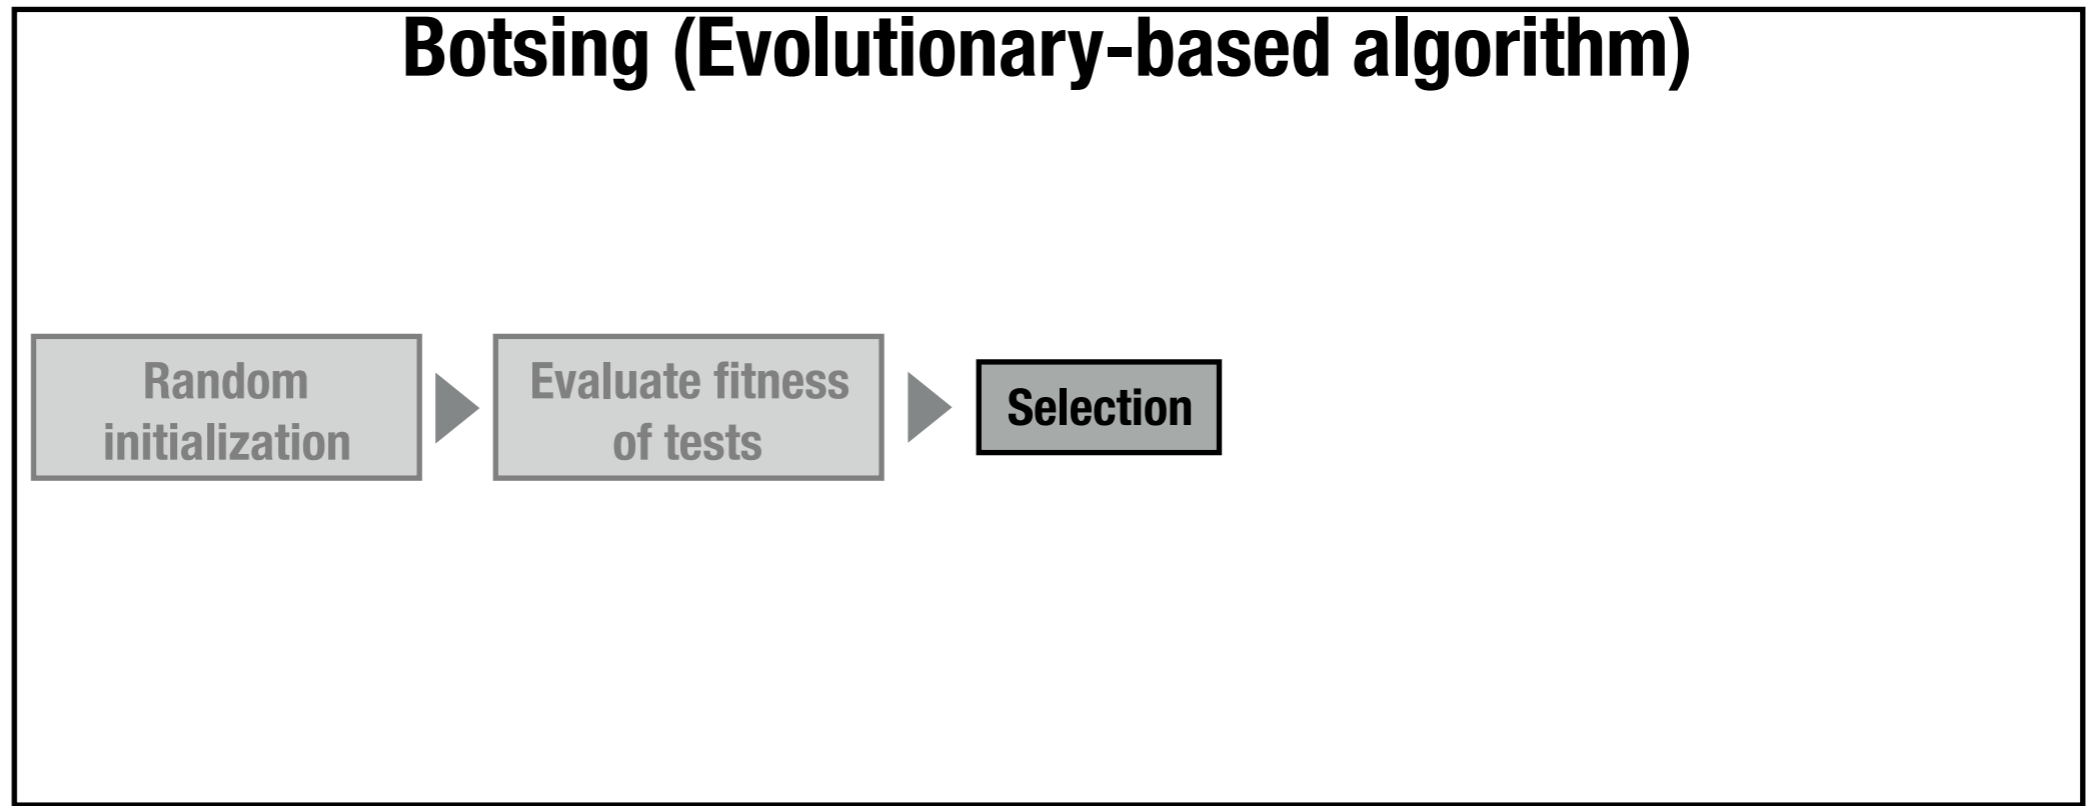 Botsing (Evolutionary-based algorithm)
Random
initialization
Evaluate fitness
of tests
Selection